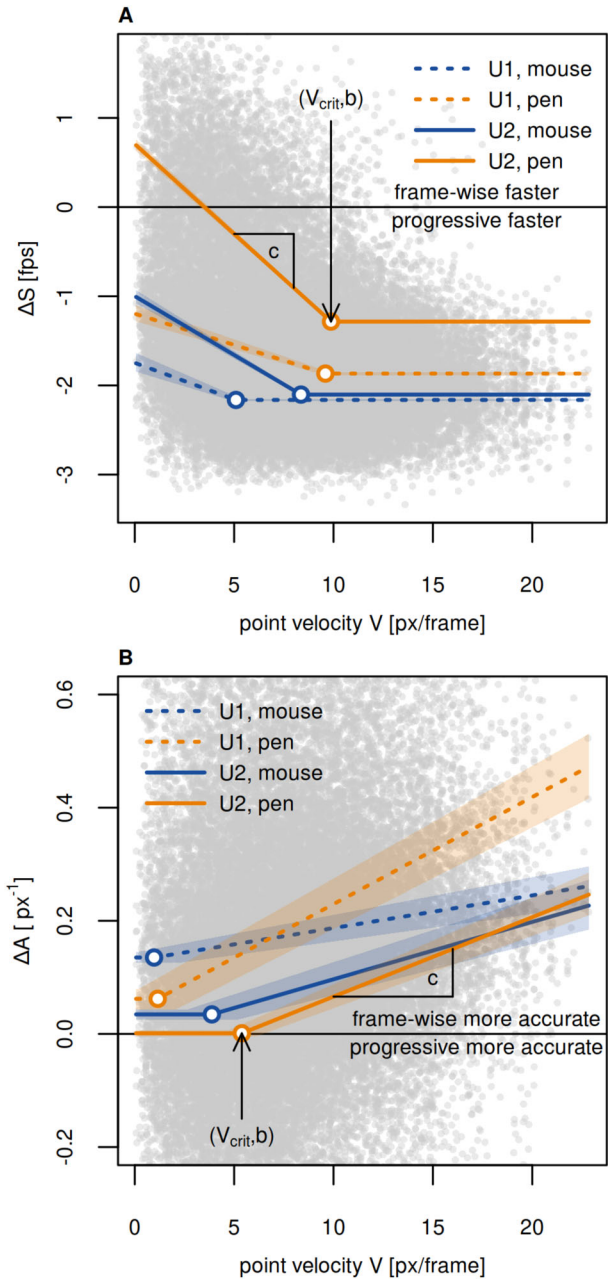 A
U1, mouse
U1, pen
U2, mouse
U2, pen
(Vcrit,b)
frame-wise faster
progressive faster
c
1
0
-1
-2
-3
ΔS [fps]
0 5 10 15 20
point velocity V [px/frame]
B
U1, mouse
U1, pen
U2, mouse
U2, pen
0.6
0.4
0.2
0.0
-0.2
ΔA [ px⁻¹]
c
frame-wise more accurate
progressive more accurate
(Vcrit,b)
0 5 10 15 20
point velocity V [px/frame]